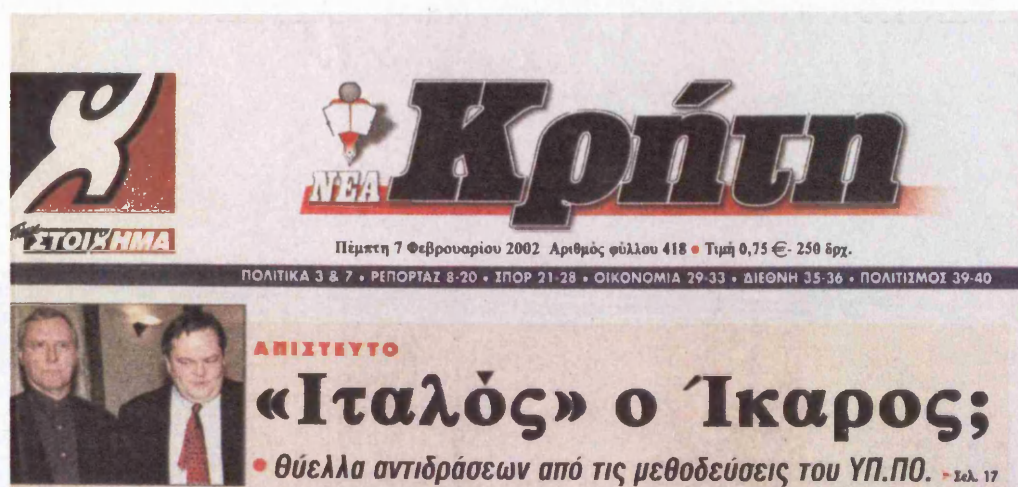 ΝΕΑ Κρήτη
ΣΤΟΙΧΗΜΑ
Πέμπτη 7 Φεβρουαρίου 2002 Αριθμός φύλλου 418 • Τιμή 0,75 €- 250 δρχ.
ΠΟΛΙΤΙΚΑ 3 & 7 • ΡΕΠΟΡΤΑΖ 8-20 • ΣΠΟΡ 21-28 • ΟΙΚΟΝΟΜΙΑ 29-33 • ΔΙΕΘΝΗ 35-36 • ΠΟΛΙΤΙΣΜΟΣ 39-40
ΑΠΙΣΤΕΥΤΟ
«Ιταλός» ο Ίκαρος;
• Θύελλα αντιδράσεων από τις μεθοδεύσεις του ΥΠ.ΠΟ. - Σελ. 17